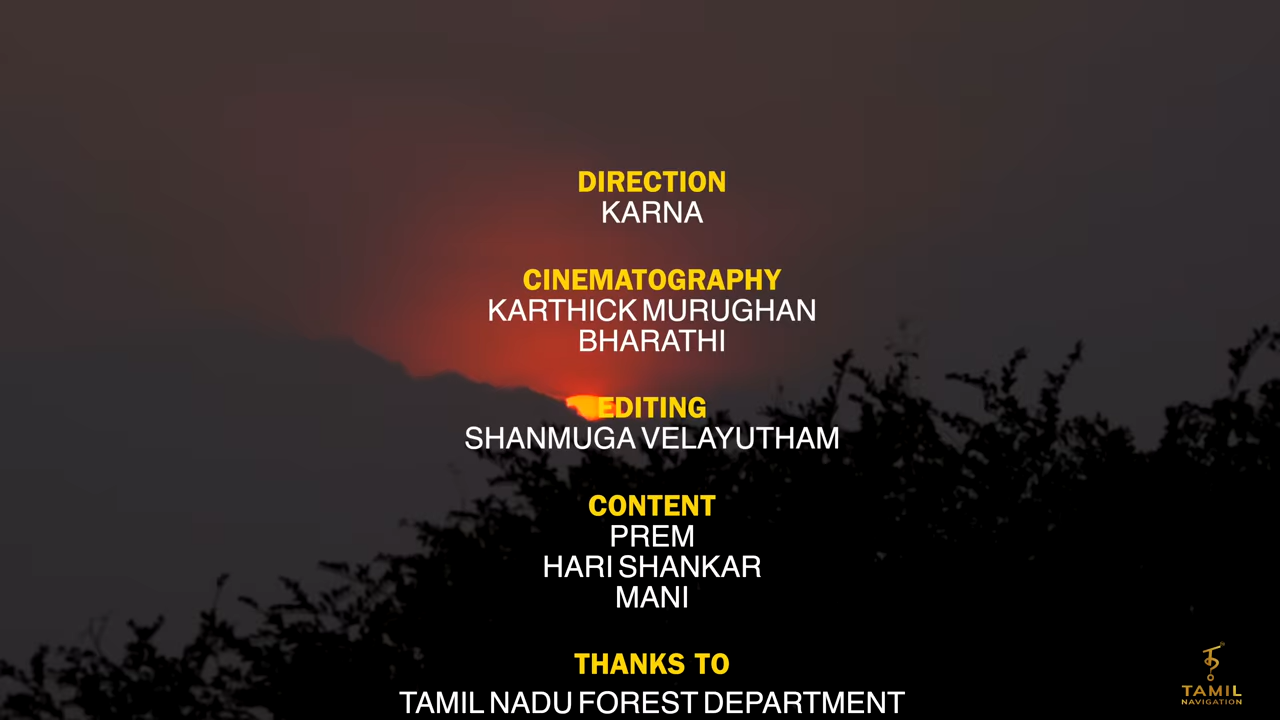 DIRECTION
KARNA
CINEMATOGRAPHY
KARTHICK MURUGHAN
BHARATHI
EDITING
SHANMUGA VELAYUTHAM
CONTENT
PREM
HARI SHANKAR
MANI
THANKS TO
TAMIL NADU FOREST DEPARTMENT
TAMIL
NAVIGATION